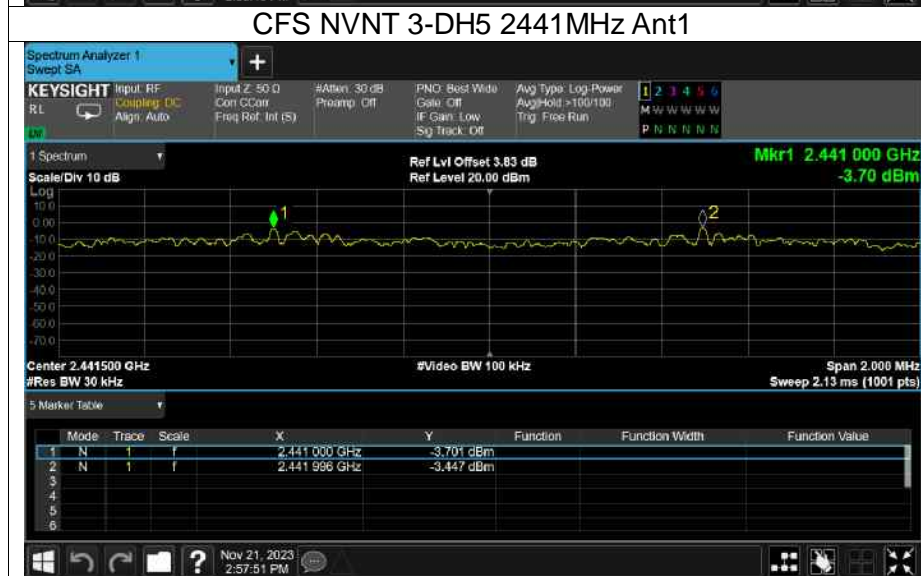 CFS NVNT 3-DH5 2441MHz Ant1
Spectrum Analyzer 1
Swept SA
+
KEYSIGHT Input: RF Input Z: 50 Ω #Atten: 30 dB PNO: Best Wide Avg Type: Log-Power 1 2 3 4 5 6
RL Coupling: DC Corr CCorr Preamp: Off Gate: Off Avg|Hold: >100/100 M W W W W W
Align: Auto Freq Ref: Int (S) IF Gain: Low Trig: Free Run
Sig Track: Off P N N N N N
1 Spectrum Ref Lvl Offset 3.83 dB Mkr1 2.441 000 GHz
Scale/Div 10 dB Ref Level 20.00 dBm -3.70 dBm
Log
10.0
0.00
-10.0
-20.0
-30.0
-40.0
-50.0
-60.0
-70.0
1
2
Center 2.441500 GHz #Video BW 100 kHz Span 2.000 MHz
#Res BW 30 kHz Sweep 2.13 ms (1001 pts)
5 Marker Table
Mode Trace Scale X Y Function Function Width Function Value
1 N 1 f 2.441 000 GHz -3.701 dBm
2 N 1 f 2.441 996 GHz -3.447 dBm
3
4
5
6
? Nov 21, 2023
2:57:51 PM